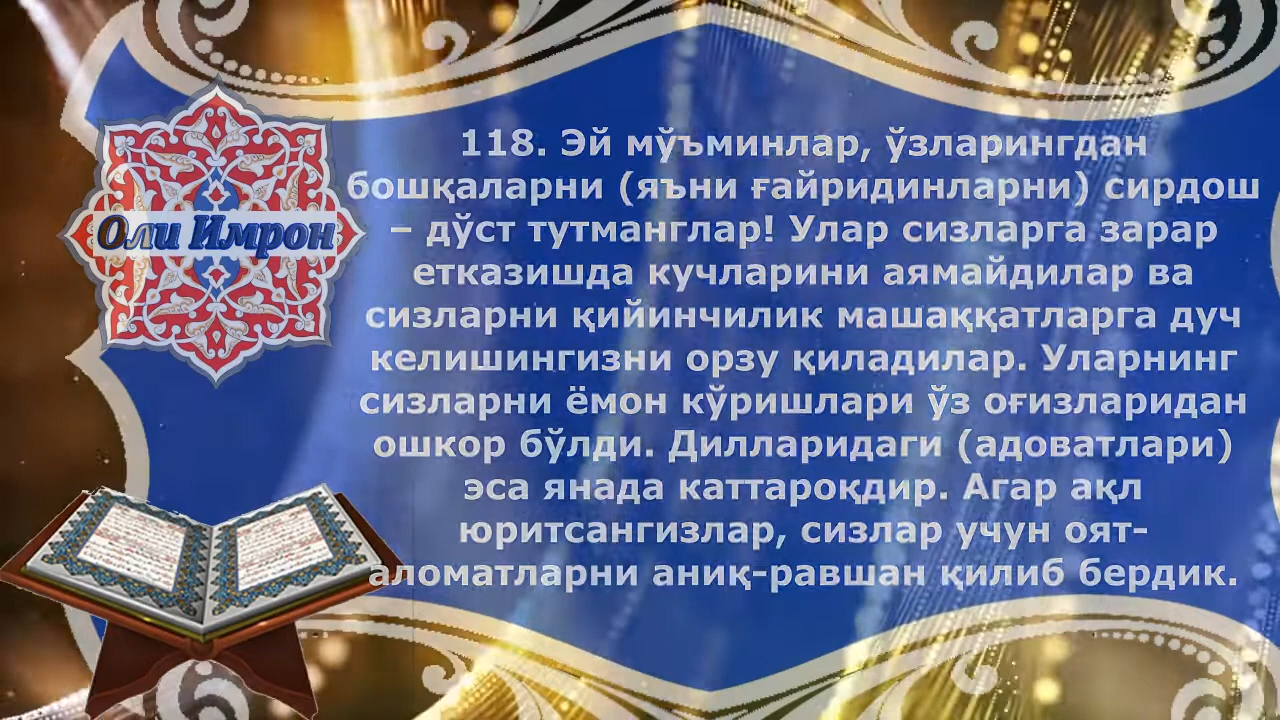 Оли Имрон
118. Эй мўъминлар, ўзларингдан
бошқаларни (яъни ғайридинларни) сирдош
– дўст тутманглар! Улар сизларга зарар
етказишда кучларини аямайдилар ва
сизларни қийинчилик машаққатларга дуч
келишингизни орзу қиладилар. Уларнинг
сизларни ёмон кўришлари ўз оғизларидан
ошкор бўлди. Дилларидаги (адоватлари)
эса янада каттароқдир. Агар ақл
юритсангизлар, сизлар учун оят-
аломатларни аниқ-равшан қилиб бердик.